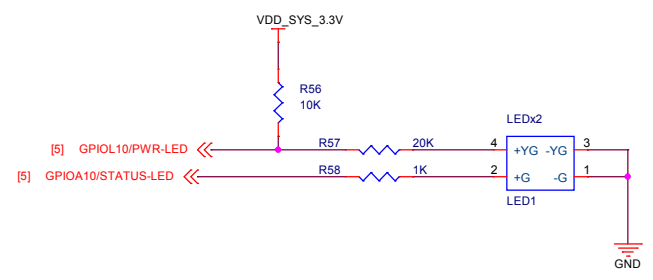 VDD_SYS_3.3V
R56
10K
LEDx2
[5] GPIOL10/PWR-LED R57 20K 4 +YG -YG 3
[5] GPIOA10/STATUS-LED R58 1K 2 +G -G 1
LED1
GND